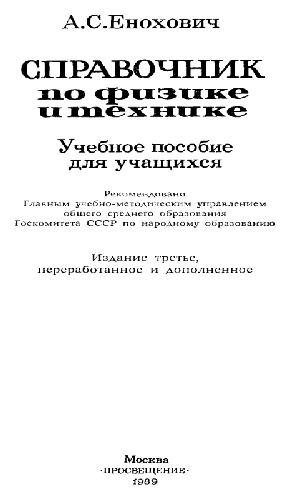 А.С.Енохович
СПРАВОЧНИК
по физике
и технике
Учебное пособие
для учащихся
Рекомендовано
Главным учебно-методическим управлением
общего среднего образования
Госкомитета СССР по народному образованию
Издание третье,
переработанное и дополненное
Москва
·ПРОСВЕЩЕНИЕ·
1989